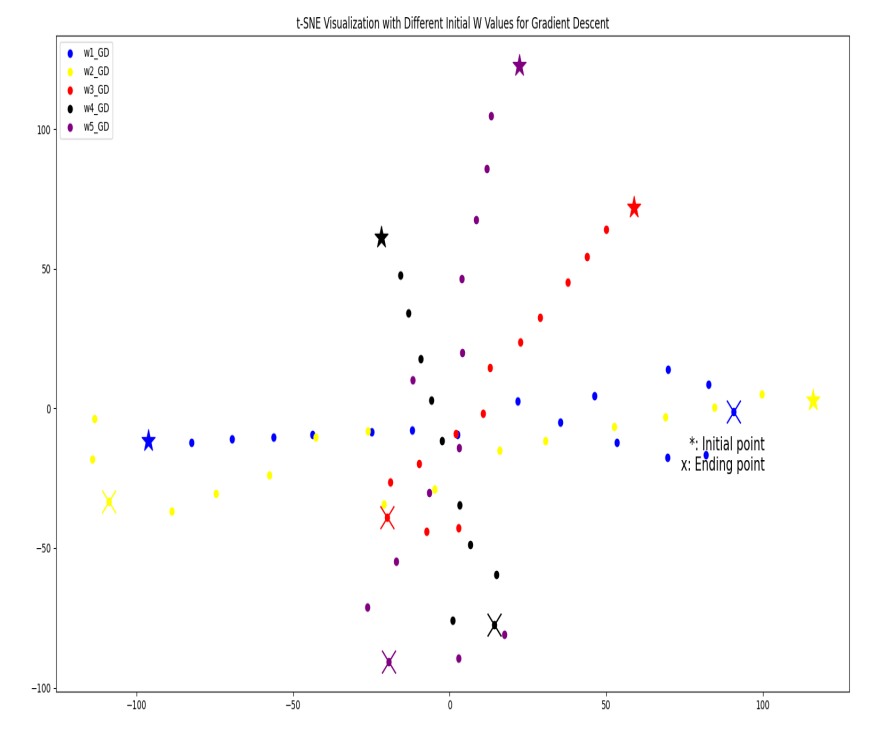 t-SNE Visualization with Different Initial W Values for Gradient Descent
w1_GD
w2_GD
w3_GD
w4_GD
w5_GD
100
50
0
−50
−100
*: Initial point
x: Ending point
−100 −50 0 50 100